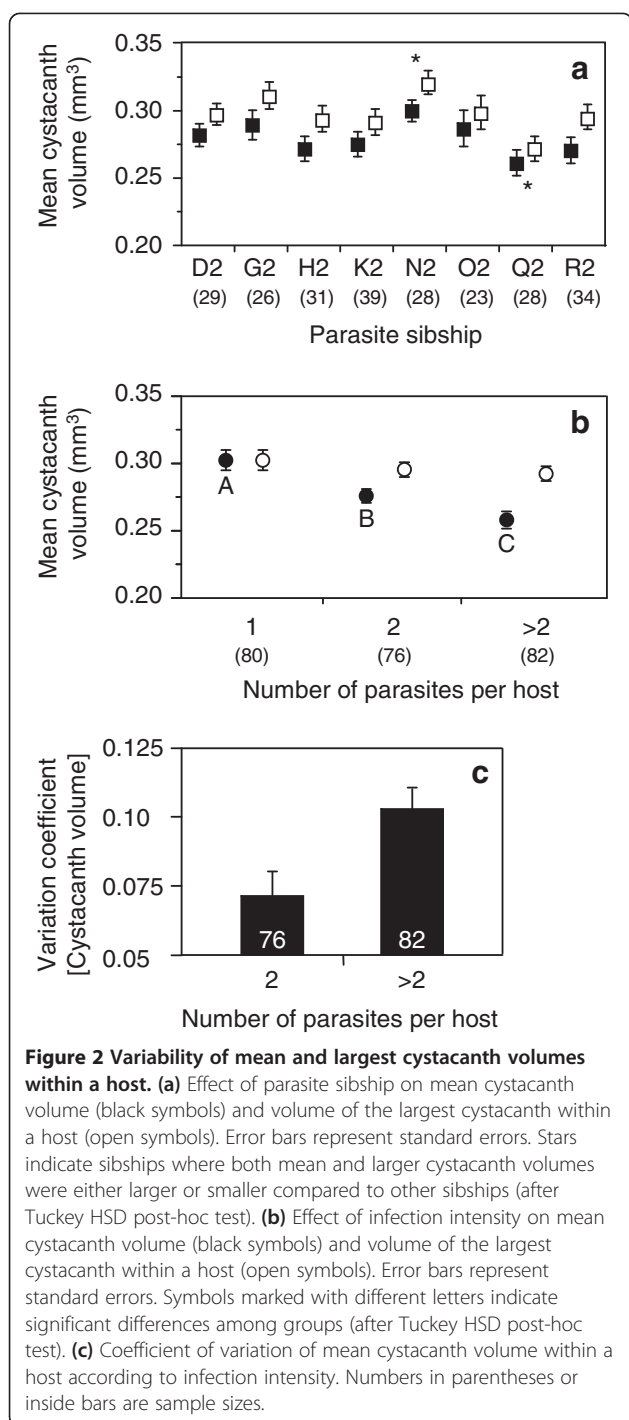 Mean cystacanth
volume (mm³)
0.35
0.30
0.25
0.20
a
*
*
D2 G2 H2 K2 N2 O2 Q2 R2
(29) (26) (31) (39) (28) (23) (28) (34)
Parasite sibship
Mean cystacanth
volume (mm³)
0.35
0.30
0.25
0.20
b
A
B
C
1 2 >2
(80) (76) (82)
Number of parasites per host
Variation coefficient
[Cystacanth volume]
0.125
0.10
0.075
0.05
c
76 82
2 >2
Number of parasites per host
Figure 2 Variability of mean and largest cystacanth volumes
within a host. (a) Effect of parasite sibship on mean cystacanth
volume (black symbols) and volume of the largest cystacanth within
a host (open symbols). Error bars represent standard errors. Stars
indicate sibships where both mean and larger cystacanth volumes
were either larger or smaller compared to other sibships (after
Tuckey HSD post-hoc test). (b) Effect of infection intensity on mean
cystacanth volume (black symbols) and volume of the largest
cystacanth within a host (open symbols). Error bars represent
standard errors. Symbols marked with different letters indicate
significant differences among groups (after Tuckey HSD post-hoc
test). (c) Coefficient of variation of mean cystacanth volume within a
host according to infection intensity. Numbers in parentheses or
inside bars are sample sizes.